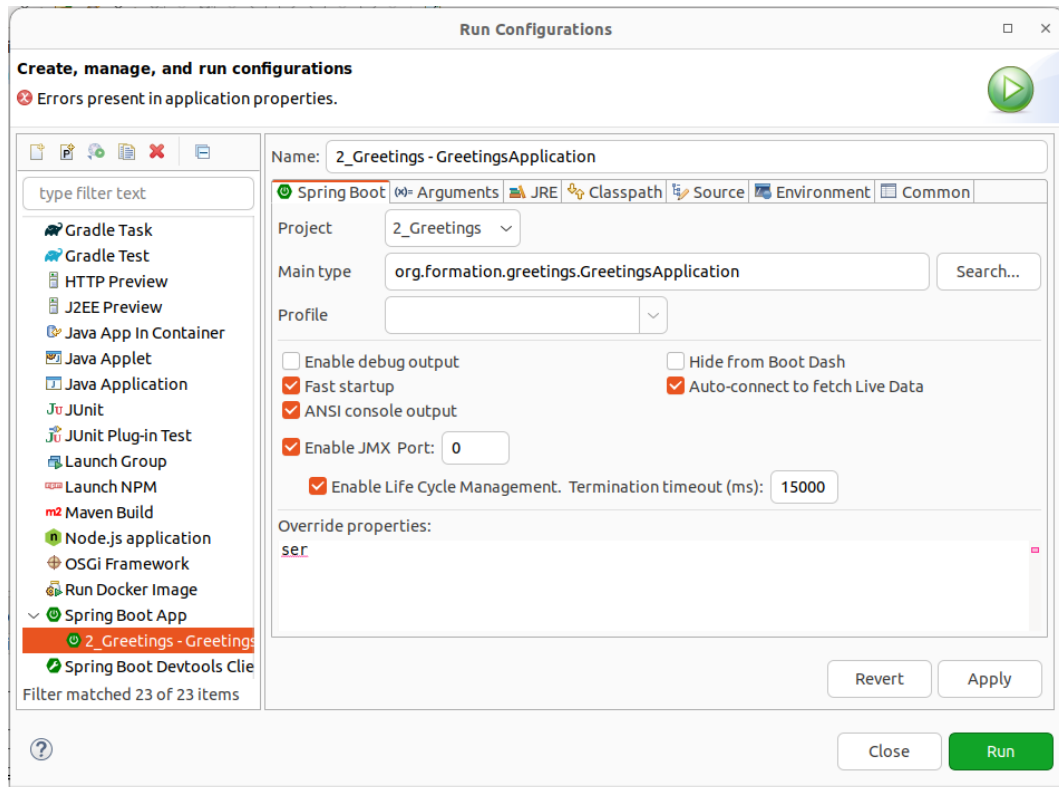 Run Configurations
Create, manage, and run configurations
Errors present in application properties.
type filter text
Gradle Task
Gradle Test
HTTP Preview
J2EE Preview
Java App In Container
Java Applet
Java Application
JUnit
JUnit Plug-in Test
Launch Group
Launch NPM
m2 Maven Build
Node.js application
OSGi Framework
Run Docker Image
Spring Boot App
2_Greetings - Greetings
Spring Boot Devtools Clie
Filter matched 23 of 23 items
Name: 2_Greetings - GreetingsApplication
Spring Boot (x)= Arguments JRE Classpath Source Environment Common
Project 2_Greetings
Main type org.formation.greetings.GreetingsApplication Search...
Profile
Enable debug output Hide from Boot Dash
Fast startup Auto-connect to fetch Live Data
ANSI console output
Enable JMX Port: 0
Enable Life Cycle Management. Termination timeout (ms): 15000
Override properties:
ser
Revert Apply
Close Run